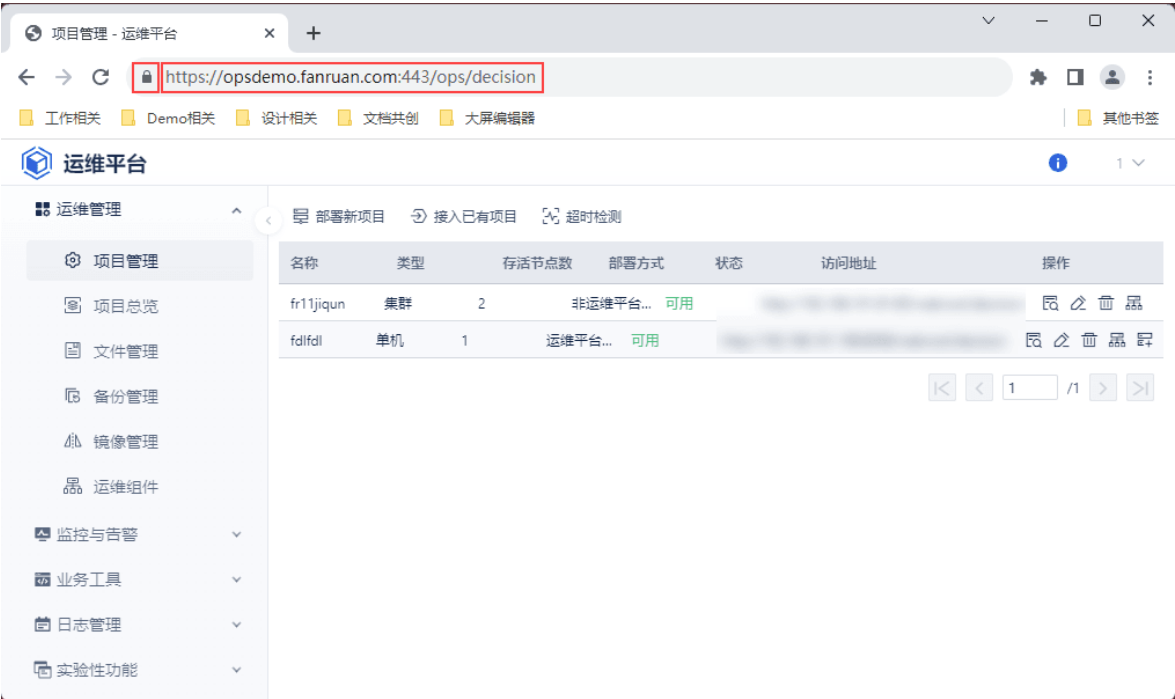 项目管理 - 运维平台
https://opsdemo.fanruan.com:443/ops/decision
工作相关 Demo相关 设计相关 文档共创 大屏编辑器 其他书签
运维平台 1
运维管理
项目管理
项目总览
文件管理
备份管理
镜像管理
运维组件
监控与告警
业务工具
日志管理
实验性功能
部署新项目 接入已有项目 超时检测
名称 类型 存活节点数 部署方式 状态 访问地址 操作
fr11jiqun 集群 2 非运维平台... 可用
fdlfdl 单机 1 运维平台... 可用
1 /1